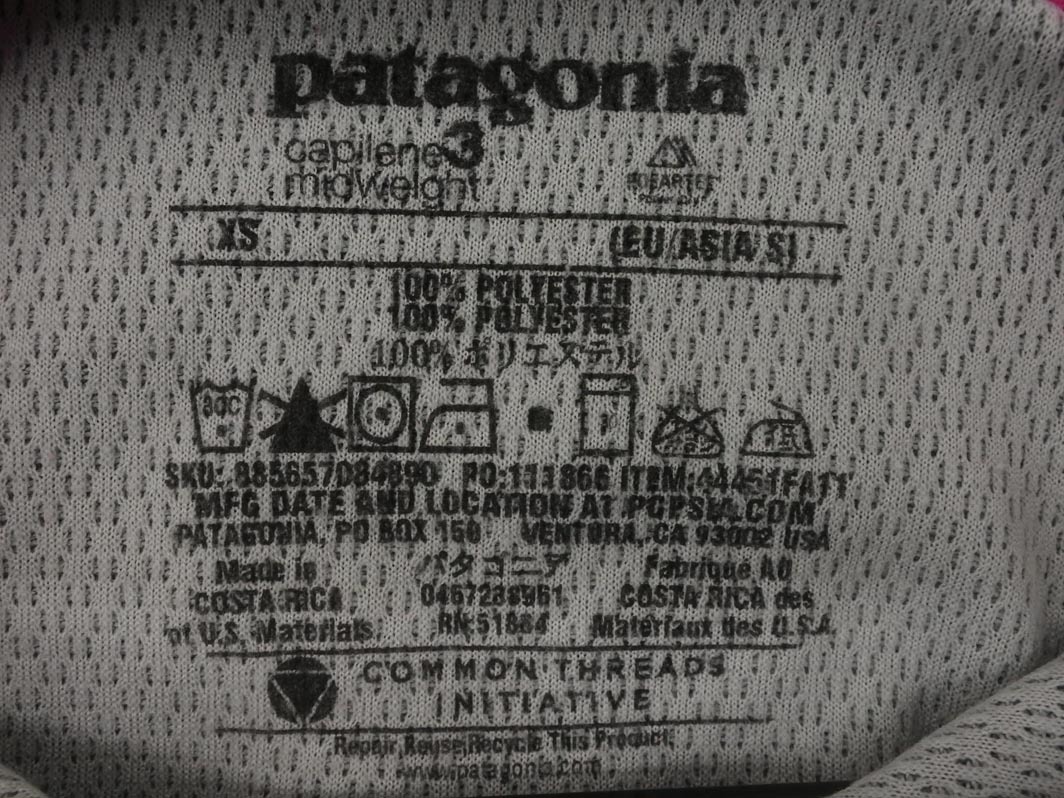 patagonia
capilene 3
midweight
XS (EU/ASIA S)
100% POLYESTER
100% POLYESTER
100% ポリエステル
SKU: 885657084890 PO:111866 ITEM:44451FA11
MFG DATE AND LOCATION AT PCPSIA.COM
PATAGONIA, PO BOX 150 VENTURA, CA 93002 USA
Made in パタゴニア Fabriqué Au
COSTA RICA 0467238961 COSTA RICA des
of U.S. Materials RN:51884 Matériaux des U.S.A.
COMMON THREADS
INITIATIVE
Repair Reuse Recycle This Product
www.patagonia.com